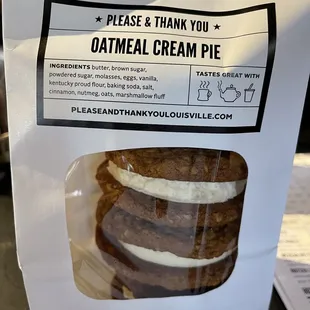 ★ PLEASE & THANK YOU ★
OATMEAL CREAM PIE
INGREDIENTS butter, brown sugar,
powdered sugar, molasses, eggs, vanilla,
kentucky proud flour, baking soda, salt,
cinnamon, nutmeg, oats, marshmallow fluff
TASTES GREAT WITH
PLEASEANDTHANKYOULOUISVILLE.COM